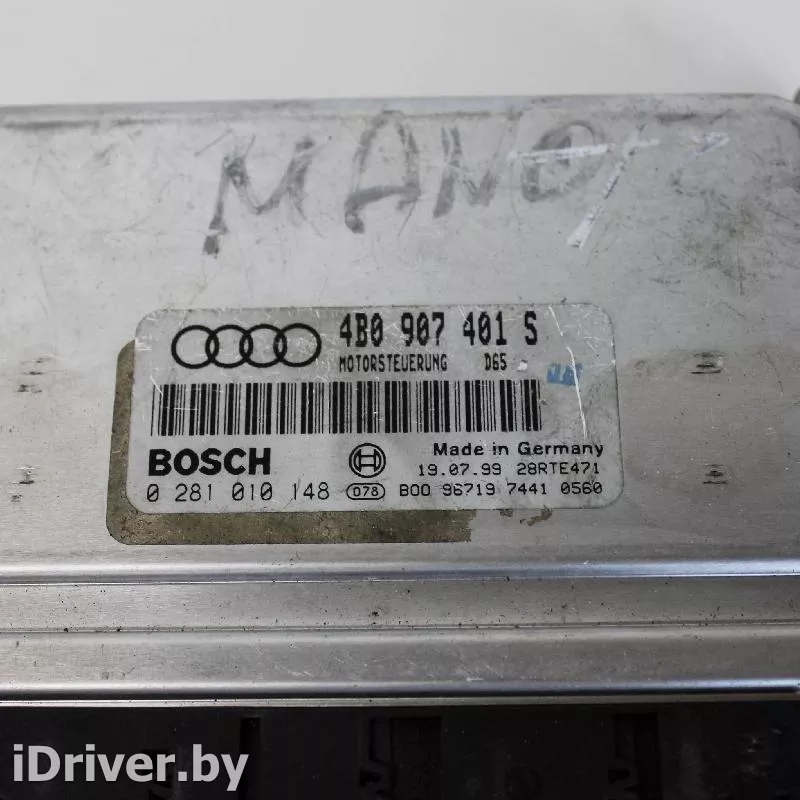 MANO
4B0 907 401 S
MOTORSTEUERUNG D65
BOSCH
Made in Germany
19.07.99 28RTE471
0 281 010 148 078 B00 96719 7441 0560
iDriver.by